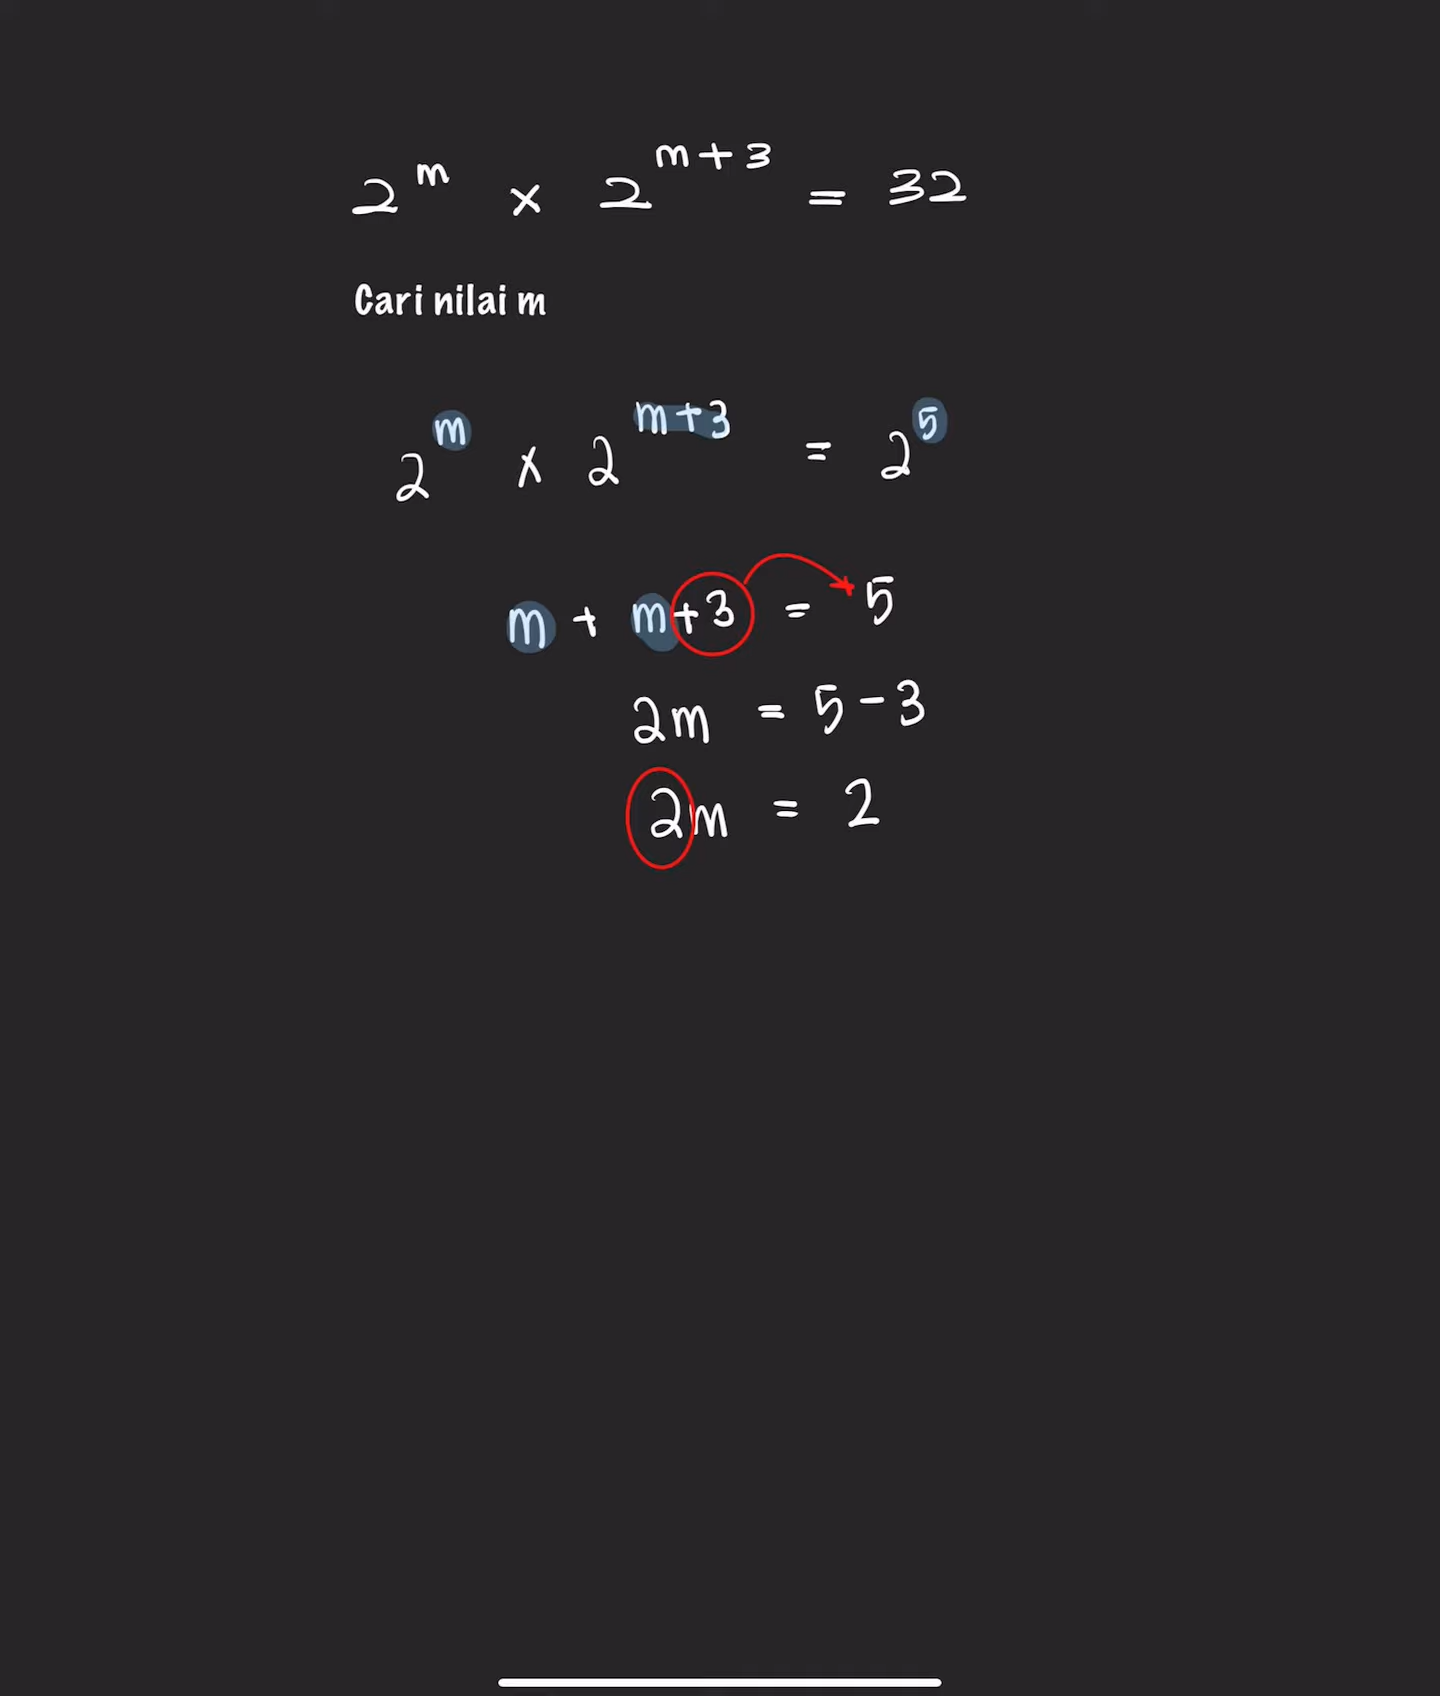 2^m × 2^(m+3) = 32
Cari nilai m
2^m × 2^(m+3) = 2^5
m + m+3 = 5
2m = 5-3
2m = 2